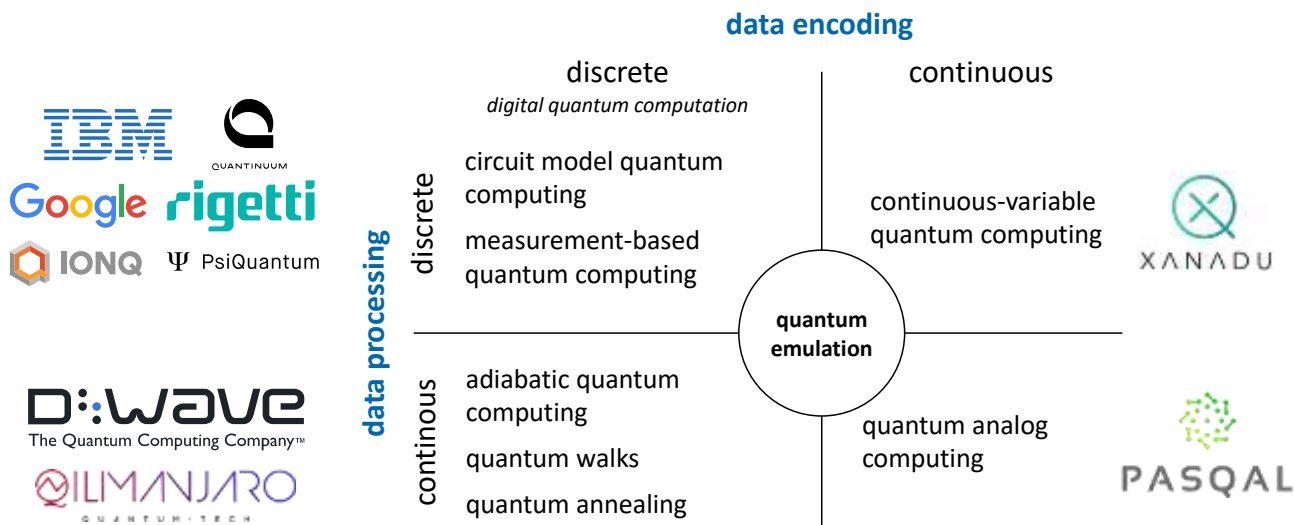 data encoding
discrete
continuous
digital quantum computation
IBM
QUANTINUUM
Google
rigetti
IONQ
Ψ PsiQuantum
data processing
discrete
circuit model quantum
computing
measurement-based
quantum computing
continuous-variable
quantum computing
XANADU
quantum
emulation
D:wave
The Quantum Computing Company™
QILIMANJARO
QUANTUM·TECH
continous
adiabatic quantum
computing
quantum walks
quantum annealing
quantum analog
computing
PASQAL